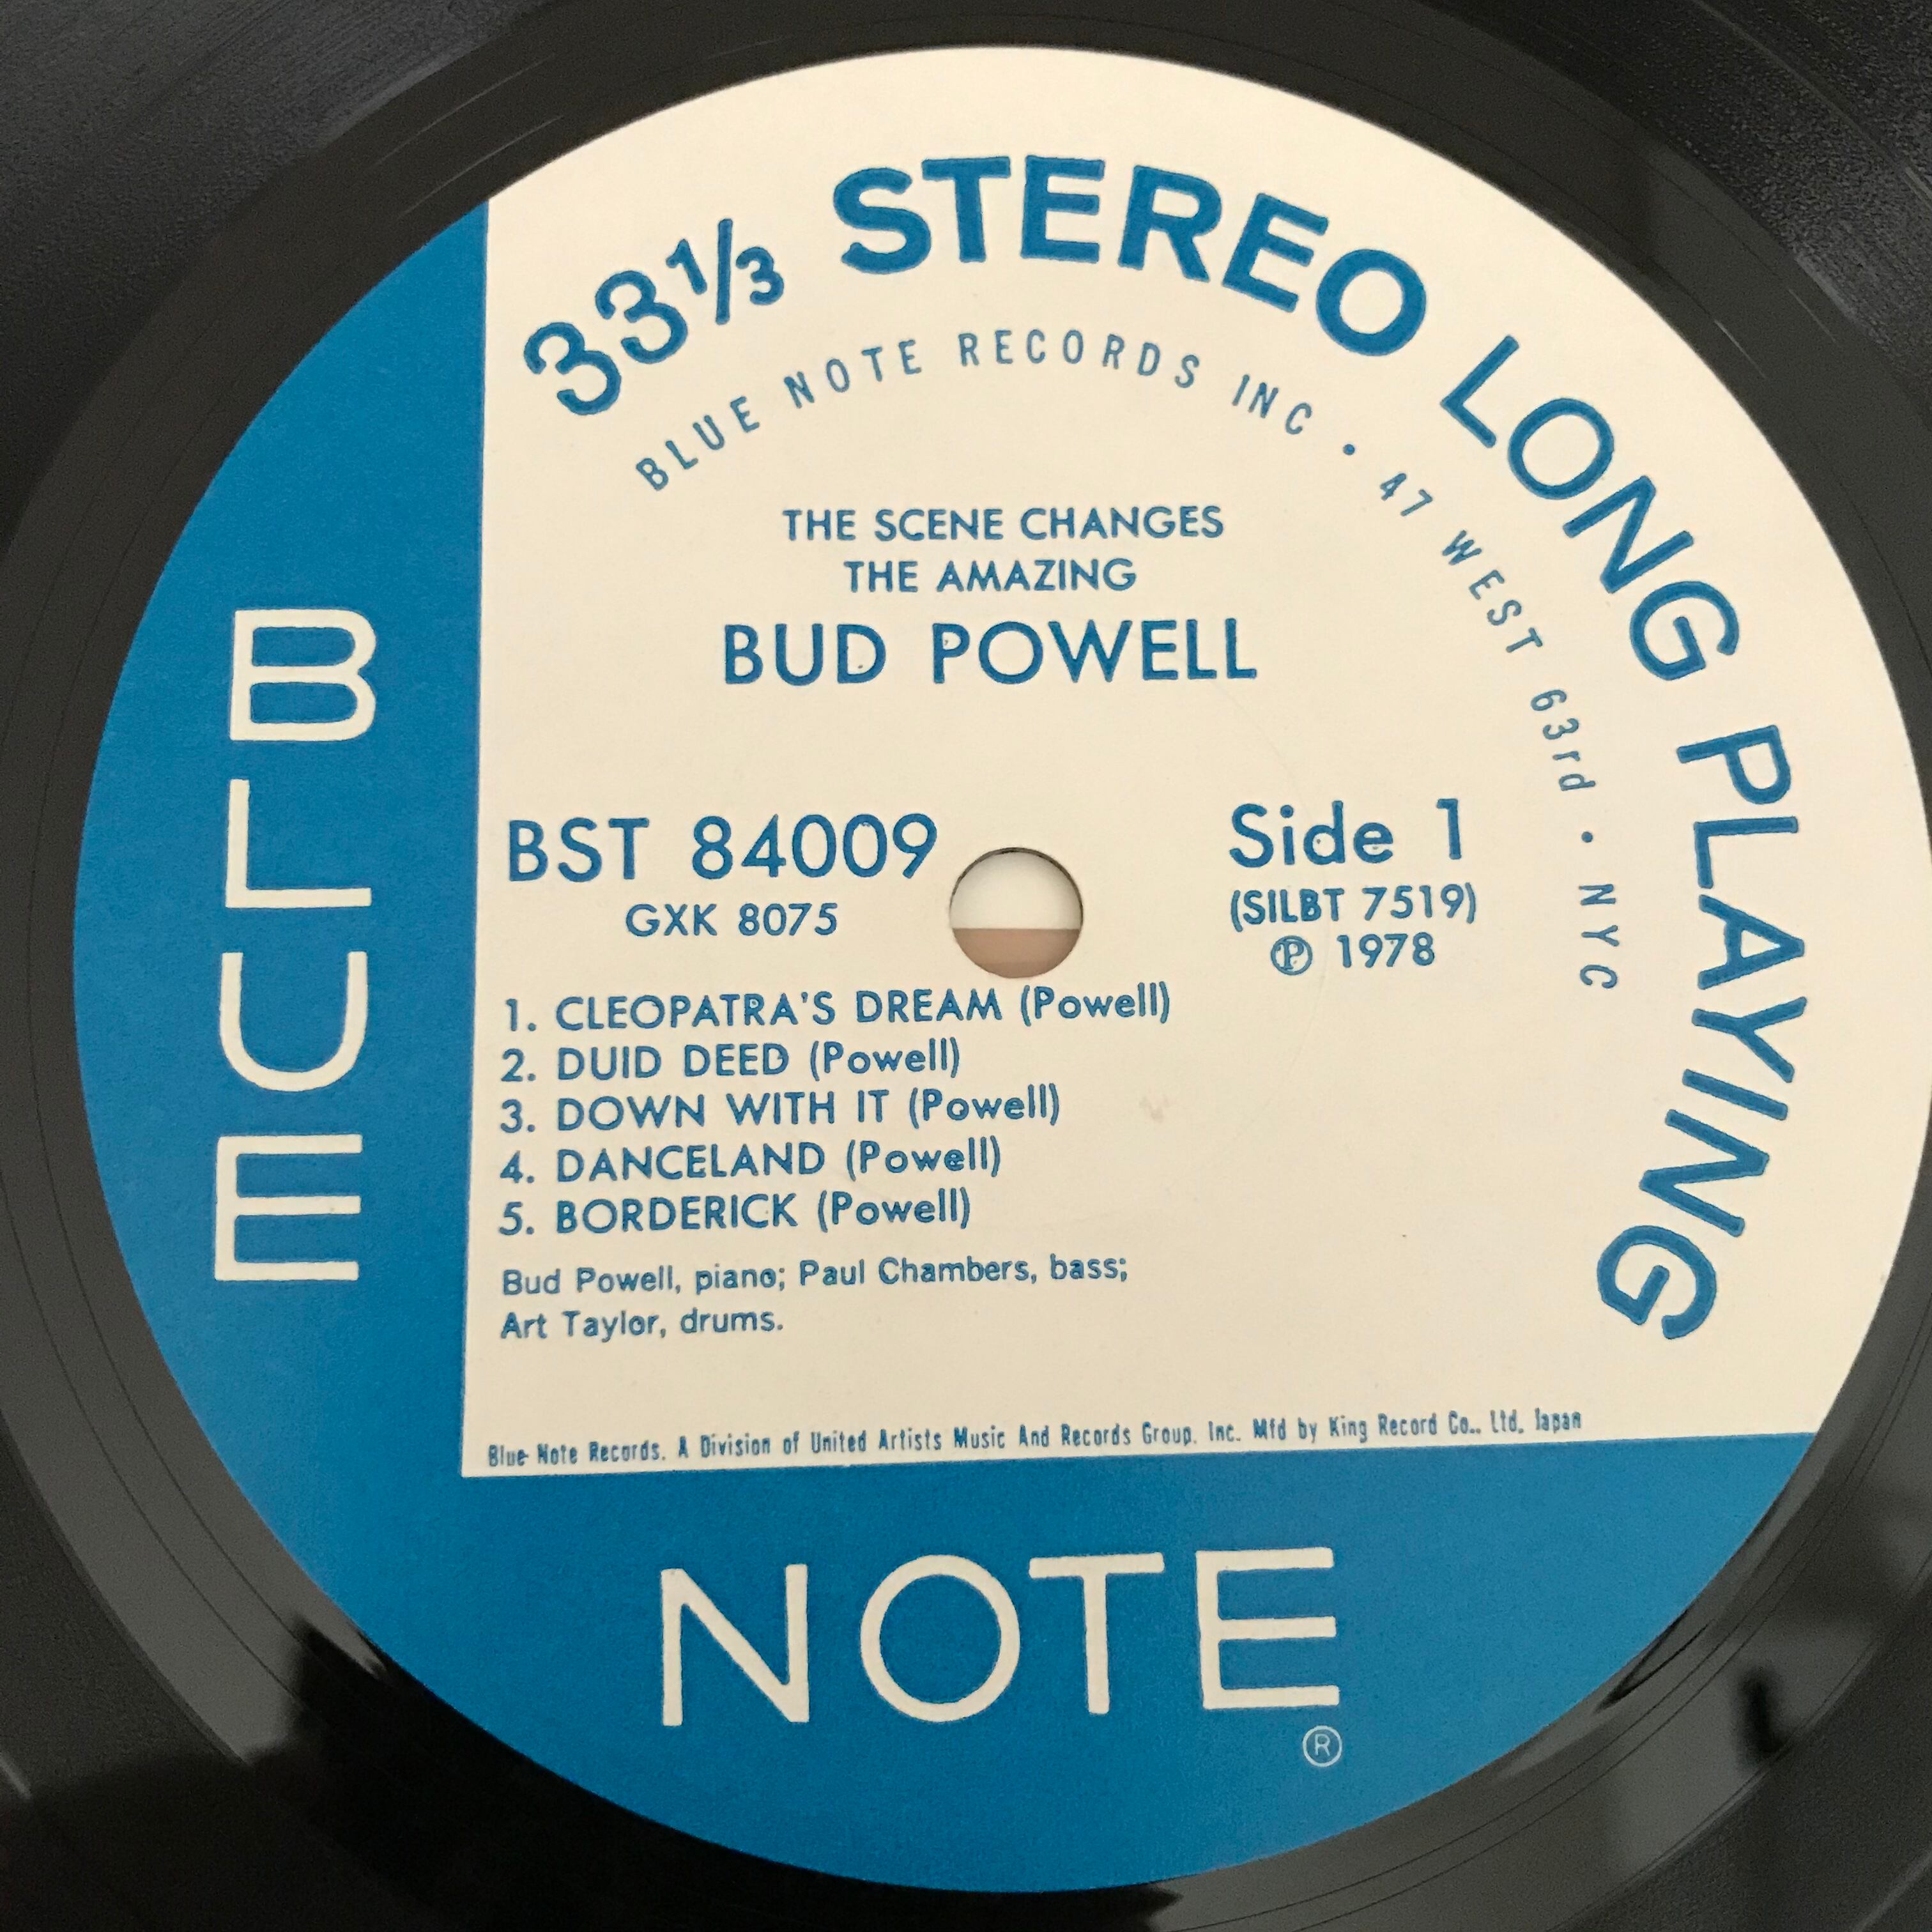 33⅓ STEREO LONG PLAYING
BLUE NOTE RECORDS INC • 47 WEST 63rd • NYC
THE SCENE CHANGES
THE AMAZING
BUD POWELL
BST 84009
GXK 8075
Side 1
(SILBT 7519)
℗ 1978
1. CLEOPATRA'S DREAM (Powell)
2. DUID DEED (Powell)
3. DOWN WITH IT (Powell)
4. DANCELAND (Powell)
5. BORDERICK (Powell)
Bud Powell, piano; Paul Chambers, bass;
Art Taylor, drums.
Blue Note Records. A Division of United Artists Music And Records Group. Inc. Mfd by King Record Co., Ltd. Japan
BLUE
NOTE
®